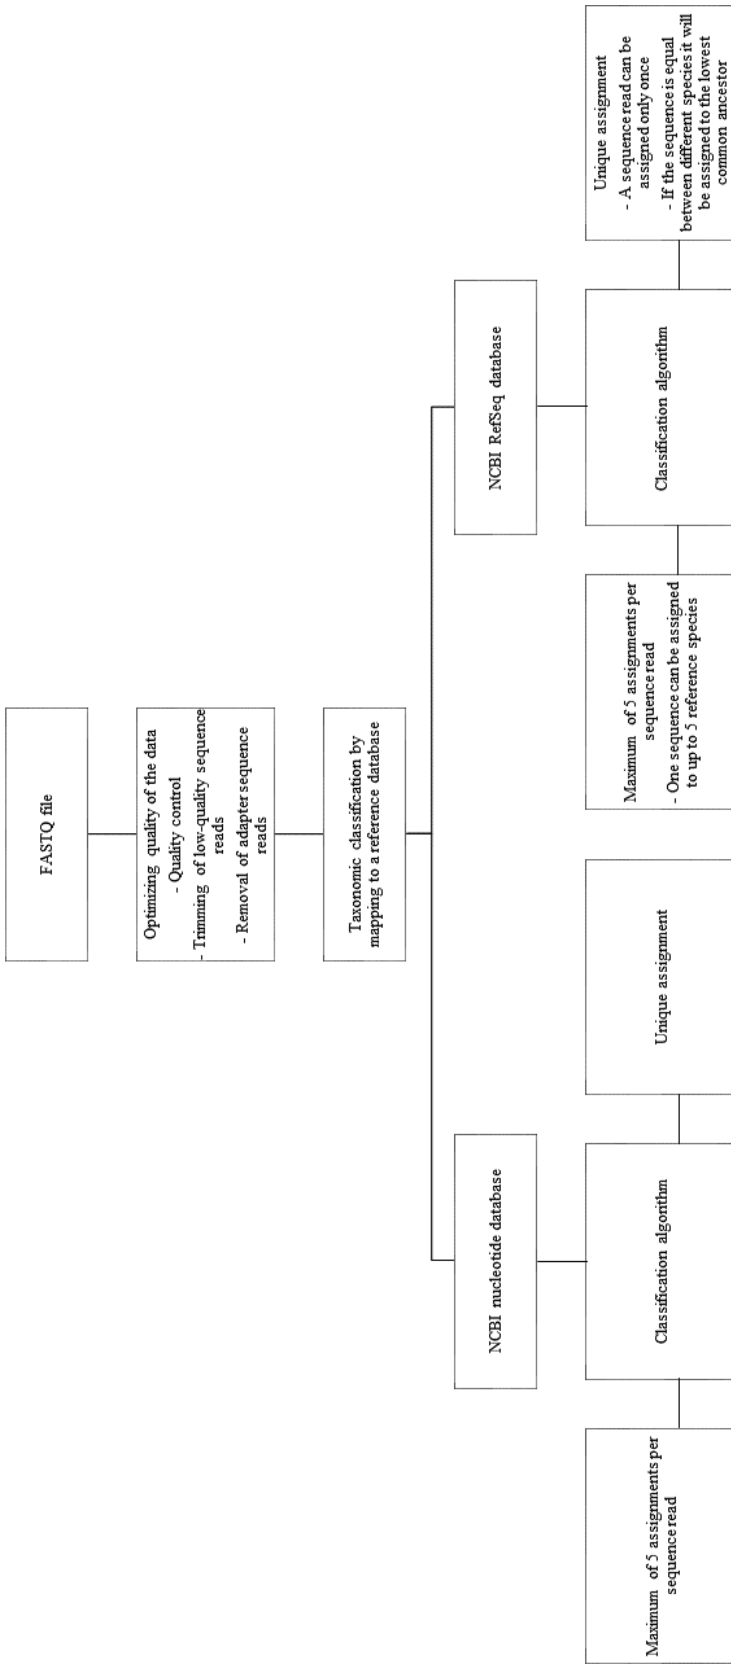 FASTQ file
Optimizing quality of the data
- Quality control
- Trimming of low-quality sequence
reads
- Removal of adapter sequence
reads
Taxonomic classification by
mapping to a reference database
NCBI nucleotide database
NCBI RefSeq database
Maximum of 5 assignments per
sequence read
Classification algorithm
Unique assignment
Maximum of 5 assignments per
sequence read
- One sequence can be assigned
to up to 5 reference species
Classification algorithm
Unique assignment
- A sequence read can be
assigned only once
- If the sequence is equal
between different species it will
be assigned to the lowest
common ancestor